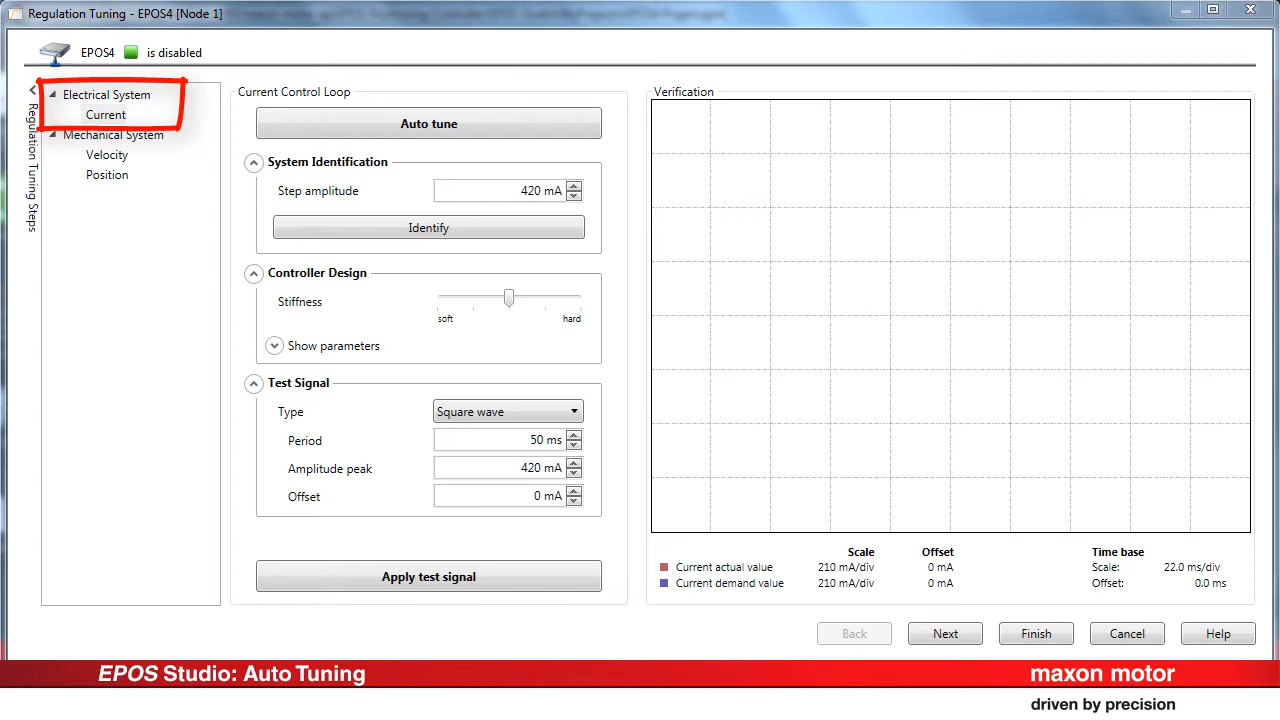 Regulation Tuning - EPOS4 [Node 1]
EPOS4 is disabled
Regulation Tuning Steps
Electrical System
Current
Mechanical System
Velocity
Position
Current Control Loop
Auto tune
System Identification
Step amplitude 420 mA
Identify
Controller Design
Stiffness
soft hard
Show parameters
Test Signal
Type Square wave
Period 50 ms
Amplitude peak 420 mA
Offset 0 mA
Apply test signal
Verification
Scale Offset Time base
Current actual value 210 mA/div 0 mA Scale: 22.0 ms/div
Current demand value 210 mA/div 0 mA Offset: 0.0 ms
Back Next Finish Cancel Help
EPOS Studio: Auto Tuning
maxon motor
driven by precision